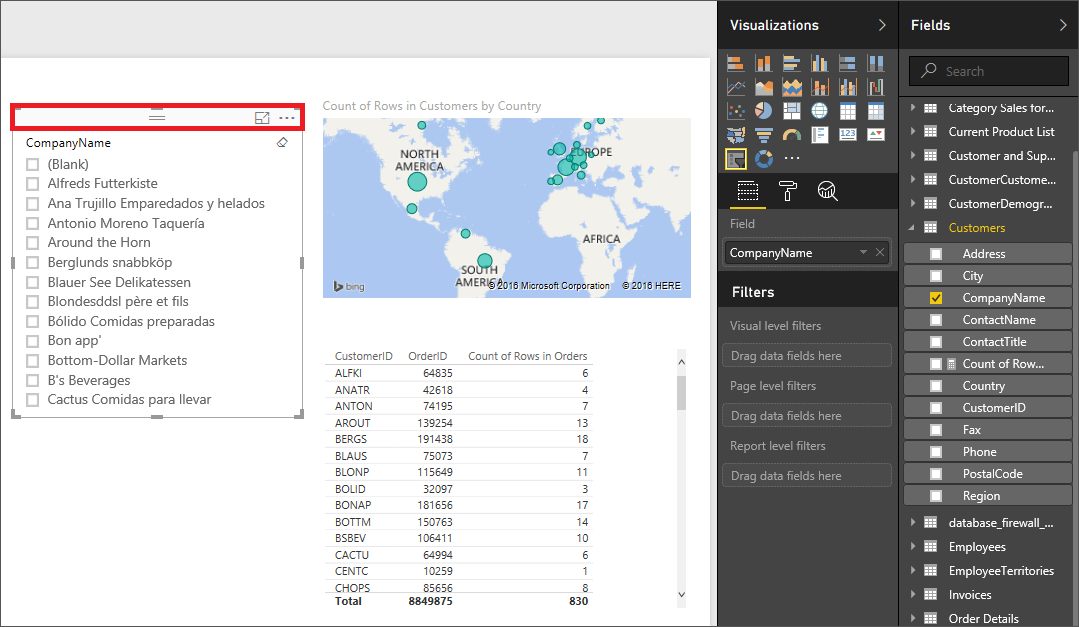 CompanyName
(Blank)
Alfreds Futterkiste
Ana Trujillo Emparedados y helados
Antonio Moreno Taquería
Around the Horn
Berglunds snabbköp
Blauer See Delikatessen
Blondesddsl père et fils
Bólido Comidas preparadas
Bon app'
Bottom-Dollar Markets
B's Beverages
Cactus Comidas para llevar
Count of Rows in Customers by Country
NORTH
AMERICA
EUROPE
AFRICA
SOUTH
AMERICA
bing
© 2016 Microsoft Corporation © 2016 HERE
CustomerID OrderID Count of Rows in Orders
ALFKI 64835 6
ANATR 42618 4
ANTON 74195 7
AROUT 139254 13
BERGS 191438 18
BLAUS 75073 7
BLONP 115649 11
BOLID 32097 3
BONAP 181656 17
BOTTM 150763 14
BSBEV 106411 10
CACTU 64994 6
CENTC 10259 1
CHOPS 85656 8
Total 8849875 830
Visualizations
123
Field
CompanyName
Filters
Visual level filters
Drag data fields here
Page level filters
Drag data fields here
Report level filters
Drag data fields here
Fields
Search
Category Sales for...
Current Product List
Customer and Sup...
CustomerCustome...
CustomerDemogr...
Customers
Address
City
CompanyName
ContactName
ContactTitle
Count of Row...
Country
CustomerID
Fax
Phone
PostalCode
Region
database_firewall_...
Employees
EmployeeTerritories
Invoices
Order Details